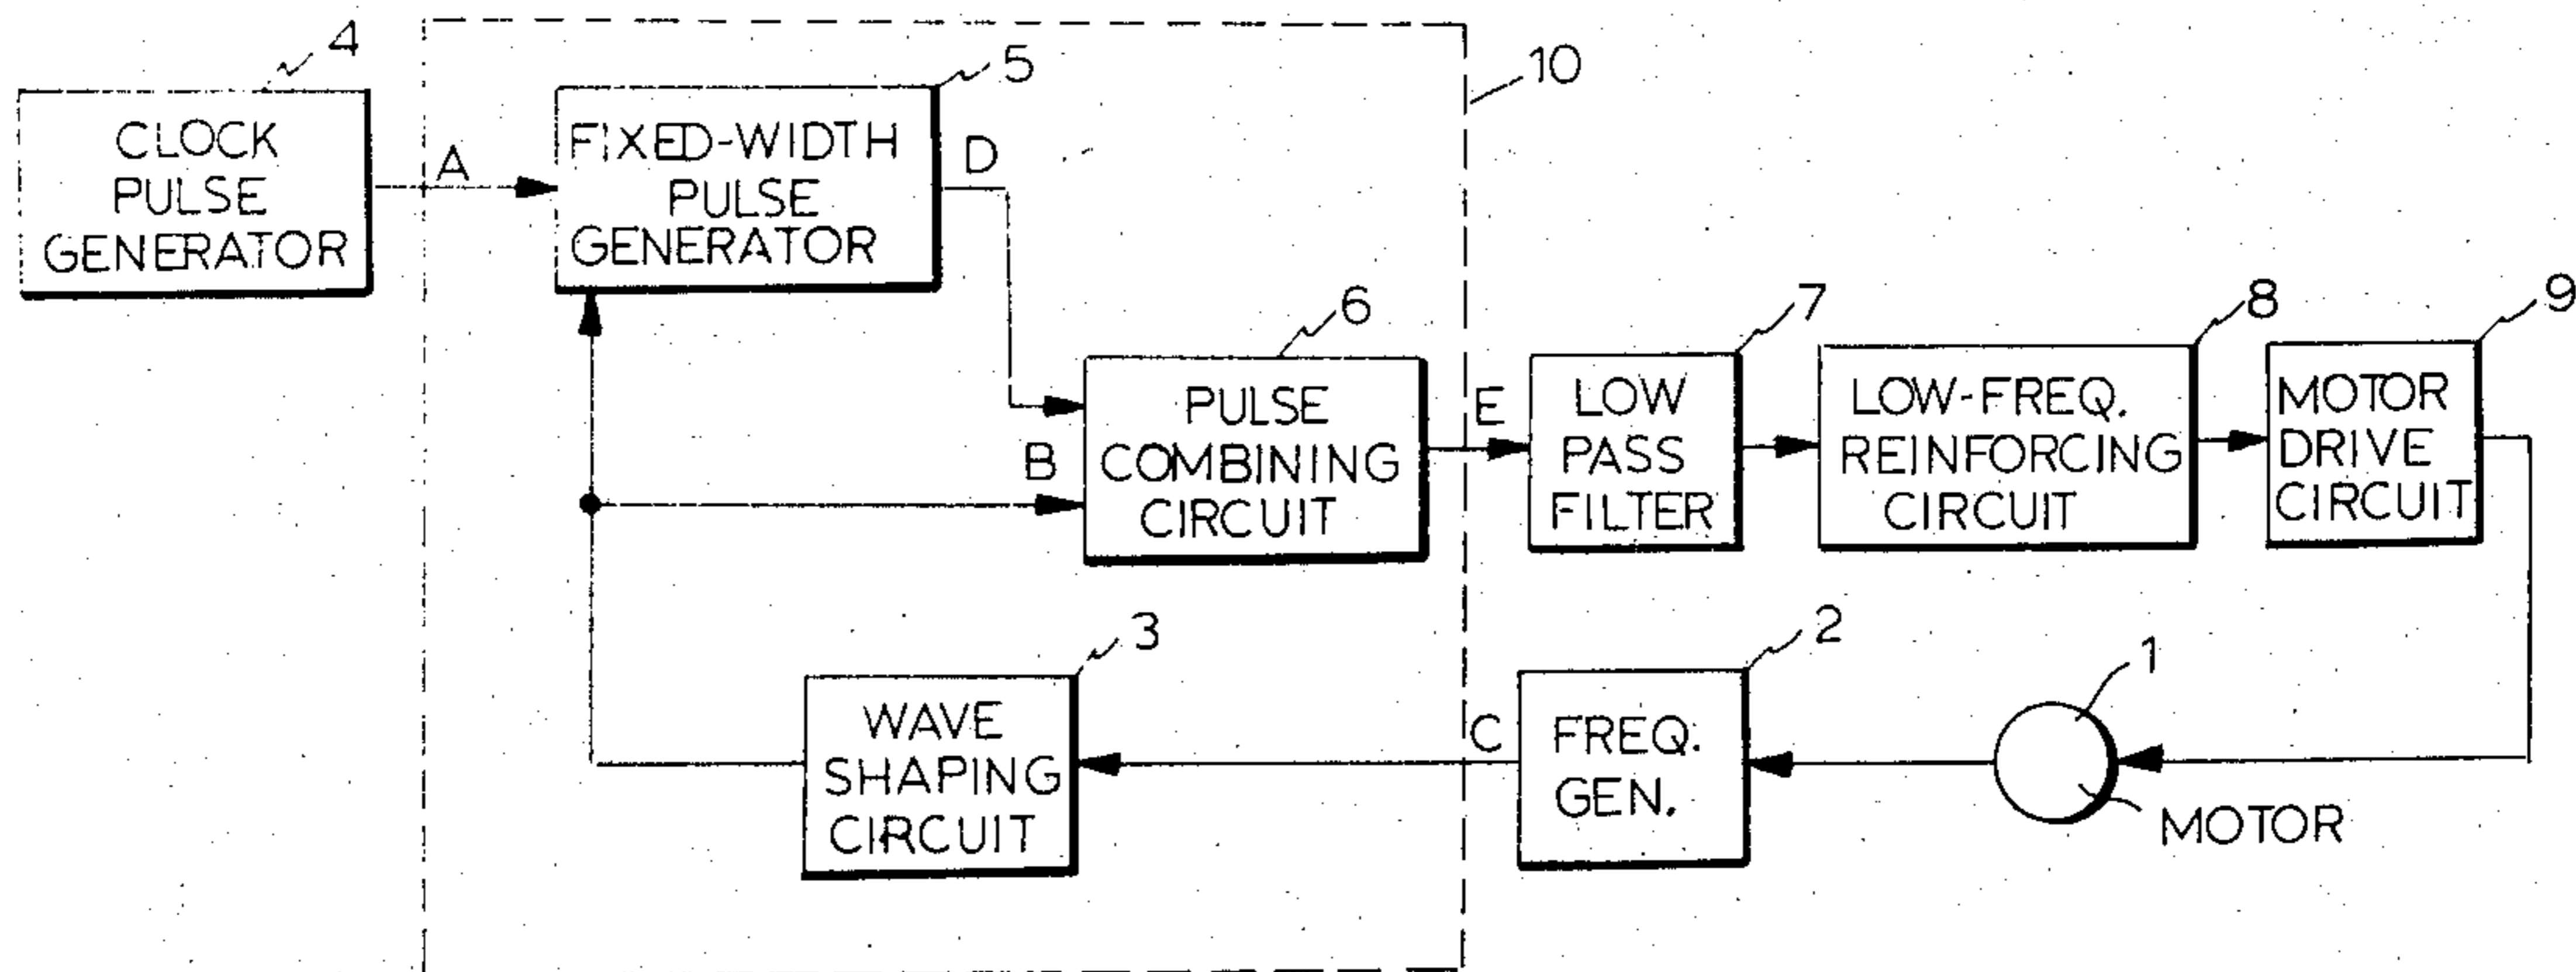 4
CLOCK
PULSE
GENERATOR
A
5
FIXED-WIDTH
PULSE
GENERATOR
D
10
6
B
PULSE
COMBINING
CIRCUIT
E
7
LOW
PASS
FILTER
8
LOW-FREQ.
REINFORCING
CIRCUIT
9
MOTOR
DRIVE
CIRCUIT
3
WAVE
SHAPING
CIRCUIT
C
2
FREQ.
GEN.
1
MOTOR